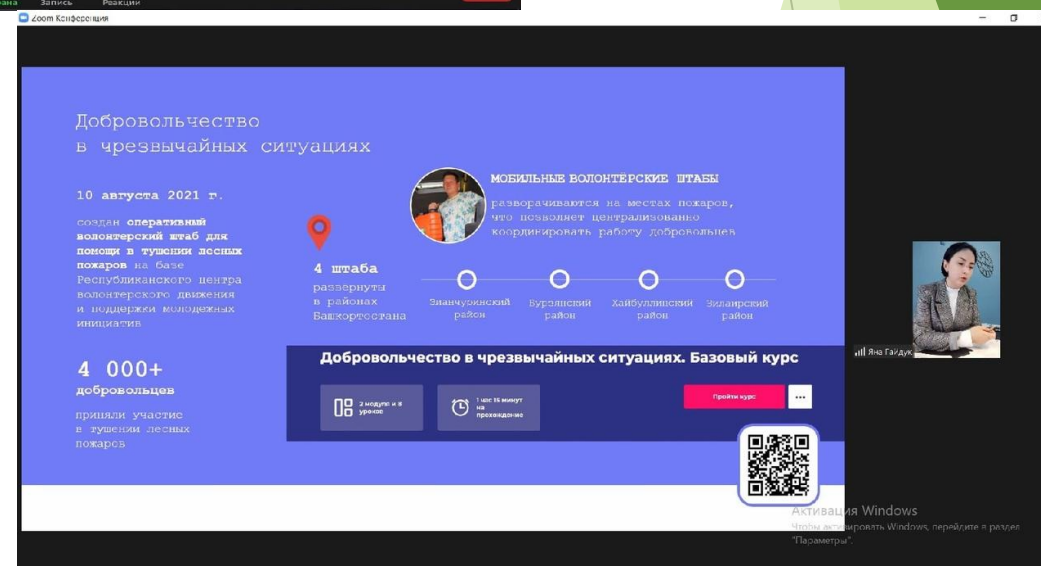 Запись
Реакции
Zoom Конференция
Добровольчество
в чрезвычайных ситуациях
10 августа 2021 г.
создан оперативный
волонтерский штаб для
помощи в тушении лесных
пожаров на базе
Республиканского центра
волонтерского движения
и поддержки молодежных
инициатив
4 000+
добровольцев
приняли участие
в тушении лесных
пожаров
МОБИЛЬНЫЕ ВОЛОНТЁРСКИЕ ШТАБЫ
разворачиваются на местах пожаров,
что позволяет централизованно
координировать работу добровольцев
4 штаба
развернуты
в районах
Башкортостана
Зианчуринский район
Бурзянский район
Хайбуллинский район
Зилаирский район
Добровольчество в чрезвычайных ситуациях. Базовый курс
2 модуля и 8
уроков
1 час 15 минут
на
прохождение
Пройти курс
Яна Гайдук
Активация Windows
Чтобы активировать Windows, перейдите в раздел
"Параметры".